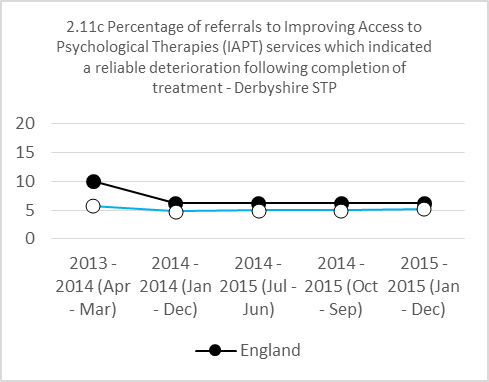 2.11c Percentage of referrals to Improving Access to
Psychological Therapies (IAPT) services which indicated
a reliable deterioration following completion of
treatment - Derbyshire STP
20
15
10
5
0
2013 -
2014 (Apr
- Mar)
2014 -
2014 (Jan
- Dec)
2014 -
2015 (Jul -
Jun)
2014 -
2015 (Oct
- Sep)
2015 -
2015 (Jan
- Dec)
England